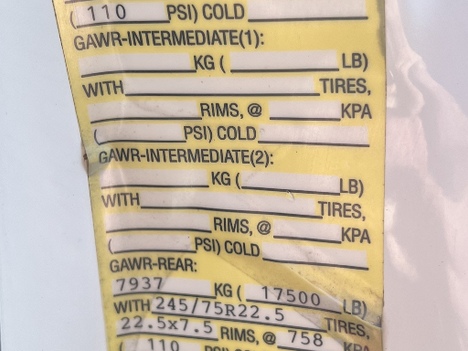 ( 110 PSI) COLD
GAWR-INTERMEDIATE(1):
KG ( LB)
WITH TIRES,
RIMS, @ KPA
( PSI) COLD
GAWR-INTERMEDIATE(2):
KG ( LB)
WITH TIRES,
RIMS, @ KPA
( PSI) COLD
GAWR-REAR:
7937 KG ( 17500 LB)
WITH 245/75R22.5 TIRES,
22.5x7.5 RIMS, @ 758 KPA
( 110 PSI) COLD